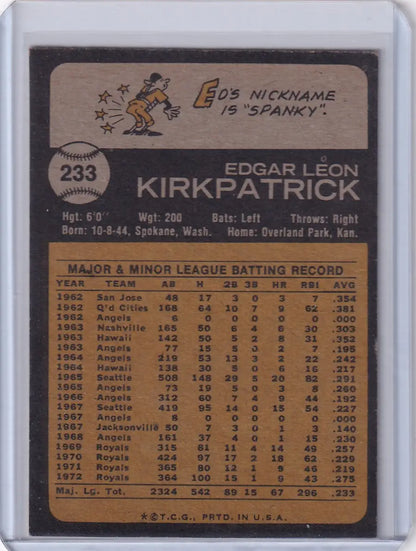 ED'S NICKNAME
IS "SPANKY".
233
EDGAR LEON
KIRKPATRICK
Hgt: 6'0" Wgt: 200 Bats: Left Throws: Right
Born: 10-8-44, Spokane, Wash. Home: Overland Park, Kan.
MAJOR & MINOR LEAGUE BATTING RECORD
YEAR TEAM AB H 2B 3B HR RBI AVG
1962 San Jose 48 17 3 0 3 7 .354
1962 Q'd Cities 168 64 10 7 9 62 .381
1962 Angels 6 0 0 0 0 0 .000
1963 Nashville 165 50 6 4 6 30 .303
1963 Hawaii 142 50 5 2 8 31 .352
1963 Angels 77 15 5 0 2 7 .195
1964 Angels 219 53 13 3 2 22 .242
1964 Hawaii 138 30 5 1 6 16 .217
1965 Seattle 508 148 29 5 20 82 .291
1965 Angels 73 19 5 0 3 8 .260
1966 Angels 312 60 7 4 9 44 .192
1967 Seattle 419 95 14 0 15 54 .227
1967 Angels 8 0 0 0 0 0 .000
1967 Jacksonville 50 7 0 0 1 3 .140
1968 Angels 161 37 4 0 1 15 .230
1969 Royals 315 81 11 4 14 49 .257
1970 Royals 424 97 17 2 18 62 .229
1971 Royals 365 80 12 1 9 46 .219
1972 Royals 364 100 15 1 9 43 .275
Maj. Lg. Tot. 2324 542 89 15 67 296 .233
*©T.C.G., PRTD. IN U.S.A.